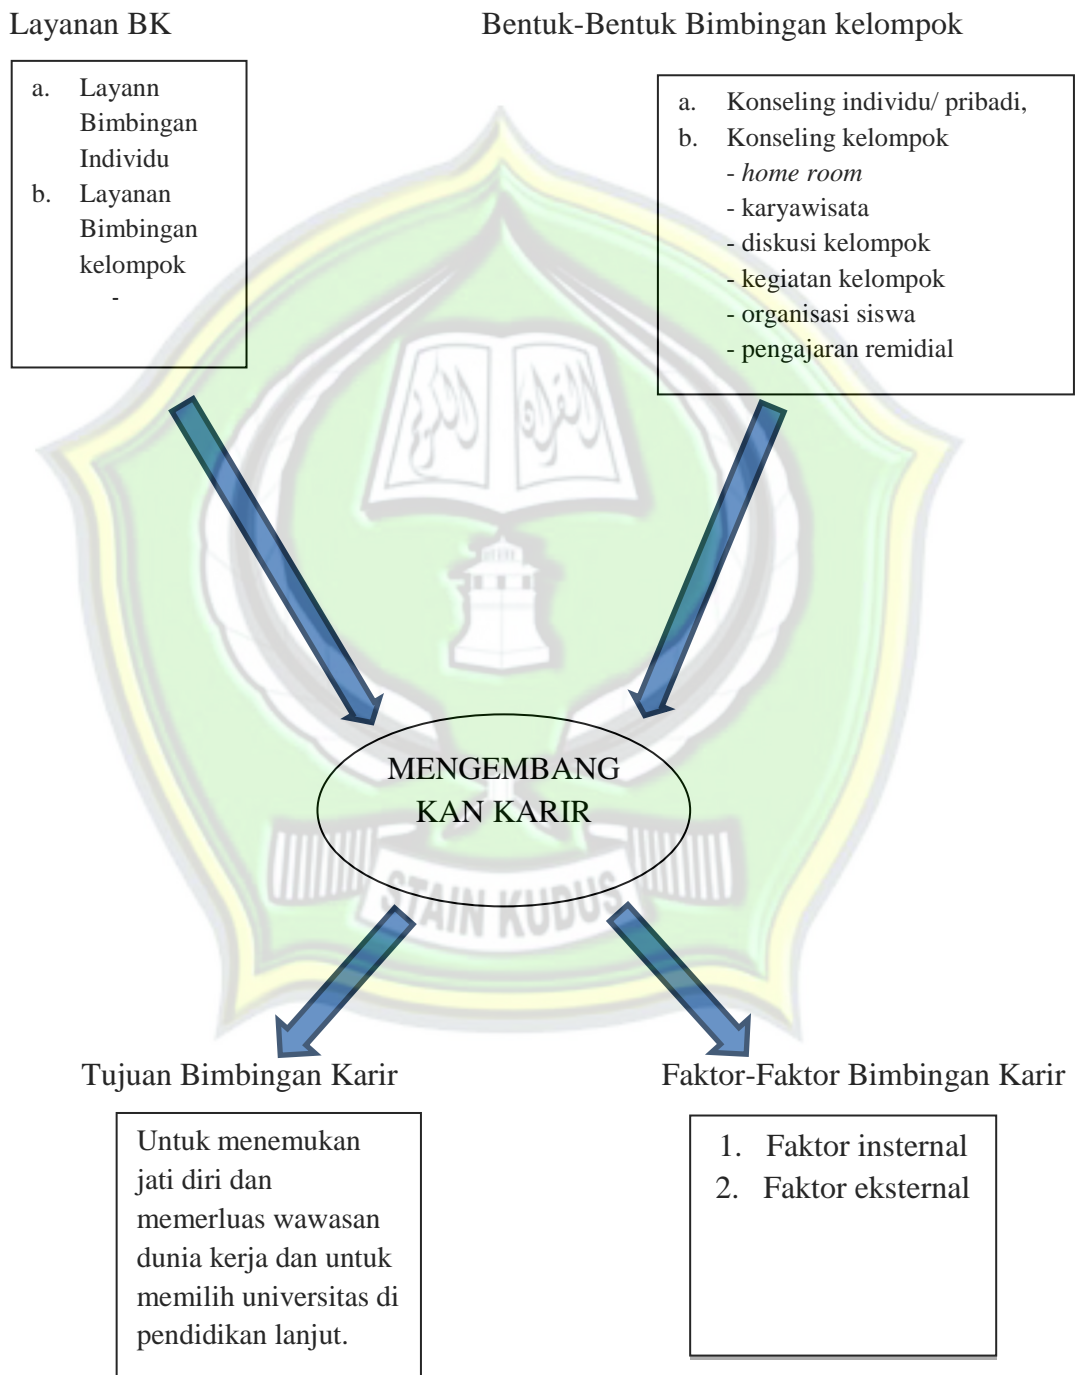 Layanan BK
Bentuk-Bentuk Bimbingan kelompok
a. Layann
Bimbingan
Individu
b. Layanan
Bimbingan
kelompok
-
a. Konseling individu/ pribadi,
b. Konseling kelompok
- home room
- karyawisata
- diskusi kelompok
- kegiatan kelompok
- organisasi siswa
- pengajaran remidial
MENGEMBANG
KAN KARIR
STAIN KUDUS
Tujuan Bimbingan Karir
Faktor-Faktor Bimbingan Karir
Untuk menemukan
jati diri dan
memerluas wawasan
dunia kerja dan untuk
memilih universitas di
pendidikan lanjut.
1. Faktor insternal
2. Faktor eksternal